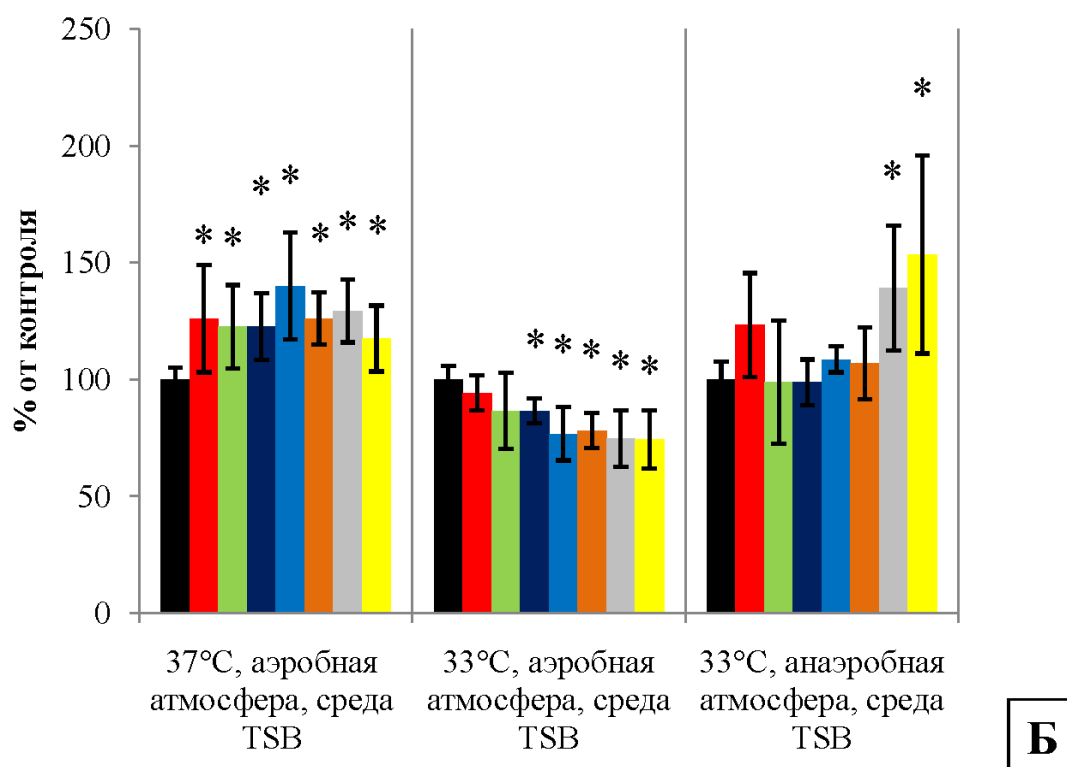 250
200
150
100
50
0
% от контроля
* * * * * * *
* * * * *
* *
37°C, аэробная
атмосфера, среда
TSB
33°C, аэробная
атмосфера, среда
TSB
33°C, анаэробная
атмосфера, среда
TSB
Б